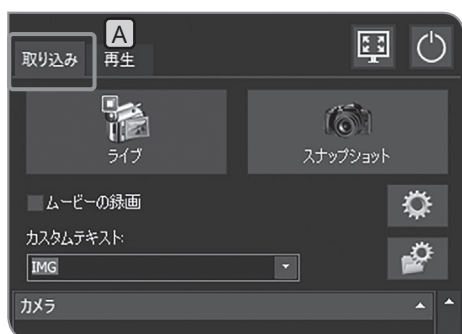 A
取り込み 再生
ライブ スナップショット
ムービーの録画
カスタムテキスト:
IMG
カメラ